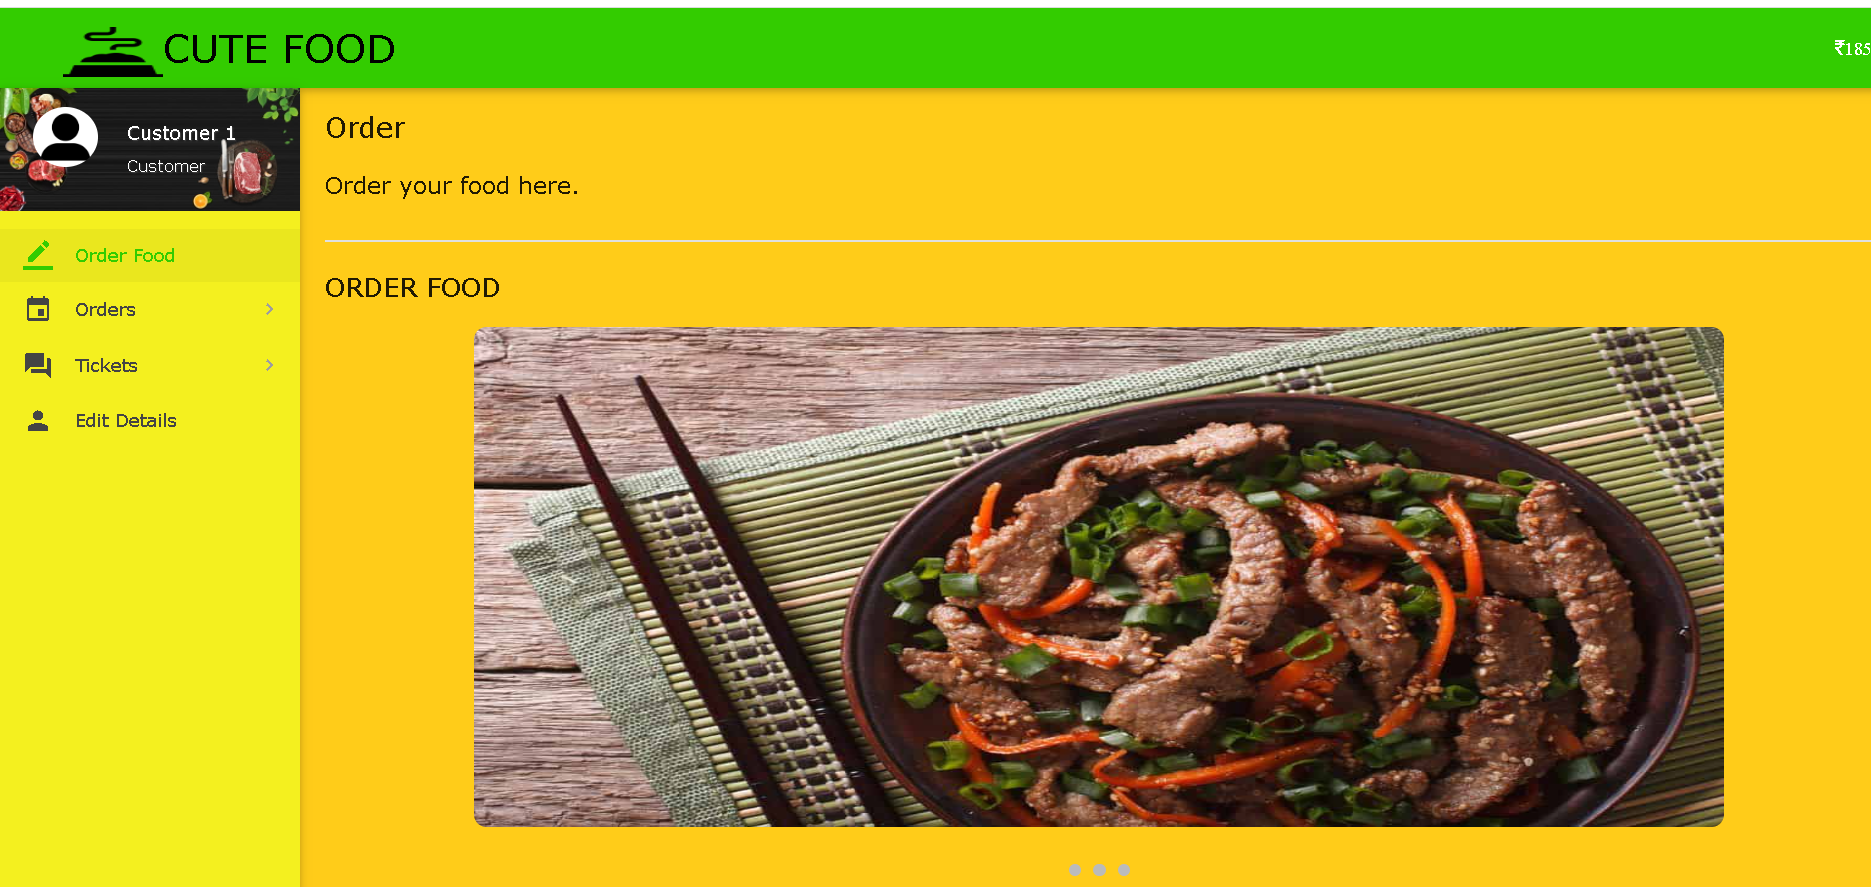 CUTE FOOD
₹185
Customer 1
Customer
Order Food
Orders
Tickets
Edit Details
Order
Order your food here.
ORDER FOOD